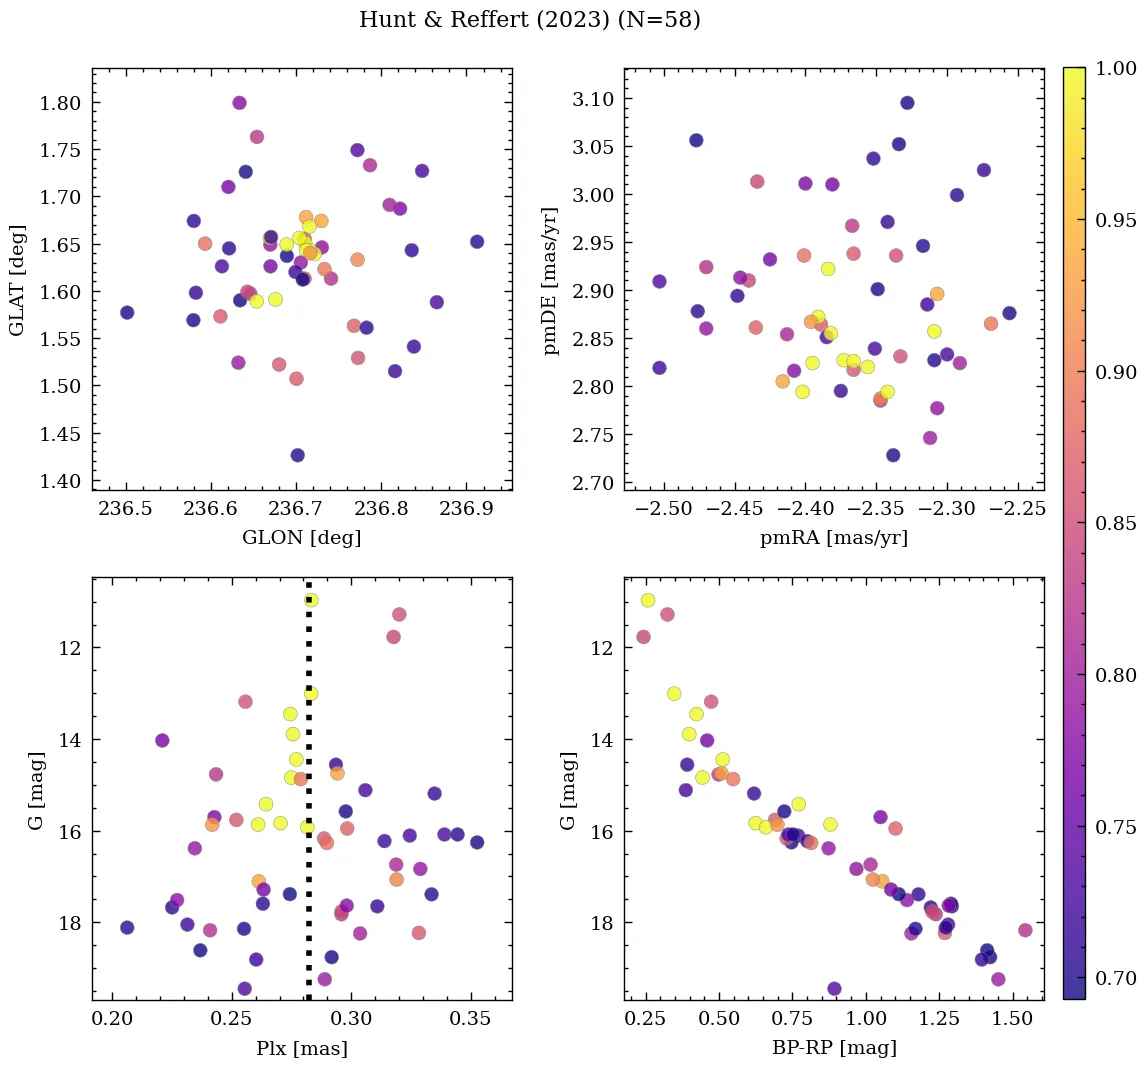 Hunt & Reffert (2023) (N=58)
GLAT [deg]
1.80
1.75
1.70
1.65
1.60
1.55
1.50
1.45
1.40
236.5 236.6 236.7 236.8 236.9
GLON [deg]
pmDE [mas/yr]
3.10
3.05
3.00
2.95
2.90
2.85
2.80
2.75
2.70
−2.50 −2.45 −2.40 −2.35 −2.30 −2.25
pmRA [mas/yr]
G [mag]
12
14
16
18
0.20 0.25 0.30 0.35
Plx [mas]
G [mag]
12
14
16
18
0.25 0.50 0.75 1.00 1.25 1.50
BP-RP [mag]
1.00
0.95
0.90
0.85
0.80
0.75
0.70